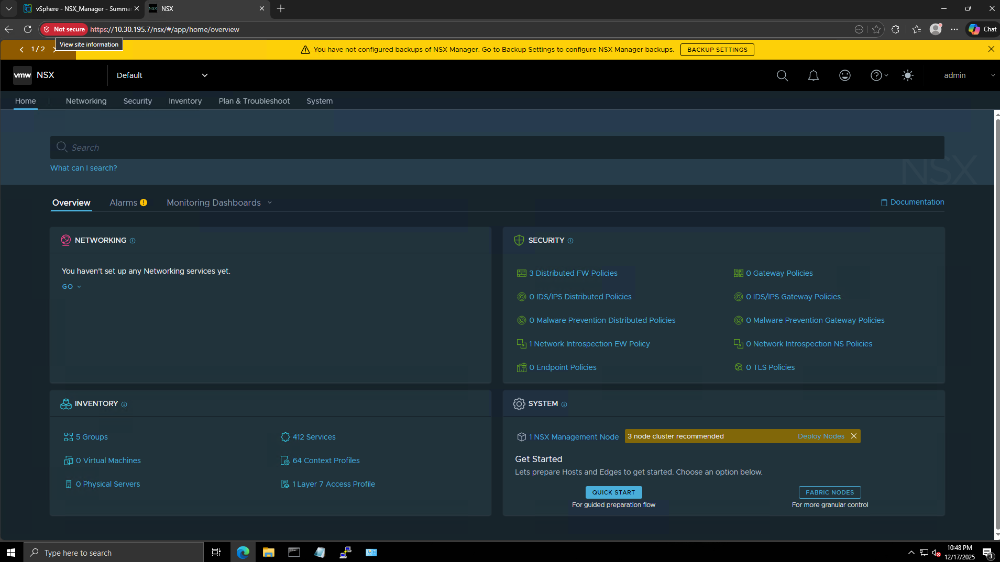 vSphere - NSX_Manager - Summa
NSX NSX
Not secure https://10.30.195.7/nsx/#/app/home/overview
Chat
View site information
1 / 2
You have not configured backups of NSX Manager. Go to Backup Settings to configure NSX Manager backups.
BACKUP SETTINGS
vmw NSX
Default
admin
Home
Networking
Security
Inventory
Plan & Troubleshoot
System
Search
What can I search?
NSX
Overview
Alarms
Monitoring Dashboards
Documentation
NETWORKING
You haven't set up any Networking services yet.
GO
SECURITY
3 Distributed FW Policies
0 Gateway Policies
0 IDS/IPS Distributed Policies
0 IDS/IPS Gateway Policies
0 Malware Prevention Distributed Policies
0 Malware Prevention Gateway Policies
1 Network Introspection EW Policy
0 Network Introspection NS Policies
0 Endpoint Policies
0 TLS Policies
INVENTORY
5 Groups
412 Services
0 Virtual Machines
64 Context Profiles
0 Physical Servers
1 Layer 7 Access Profile
SYSTEM
1 NSX Management Node
3 node cluster recommended
Deploy Nodes
Get Started
Lets prepare Hosts and Edges to get started. Choose an option below.
QUICK START
For guided preparation flow
FABRIC NODES
For more granular control
Type here to search
10:48 PM
12/17/2025
3